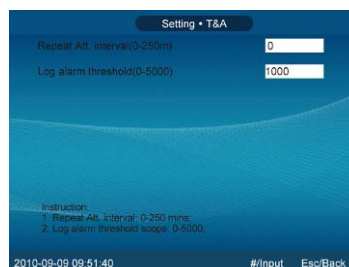 Setting • T&A
Repeat Att. interval(0-250m) 0
Log alarm threshold(0-5000) 1000
Instruction:
1. Repeat Att. interval: 0-250 mins;
2. Log alarm threshold scope: 0-5000;
2010-09-09 09:51:40 #/Input Esc/Back